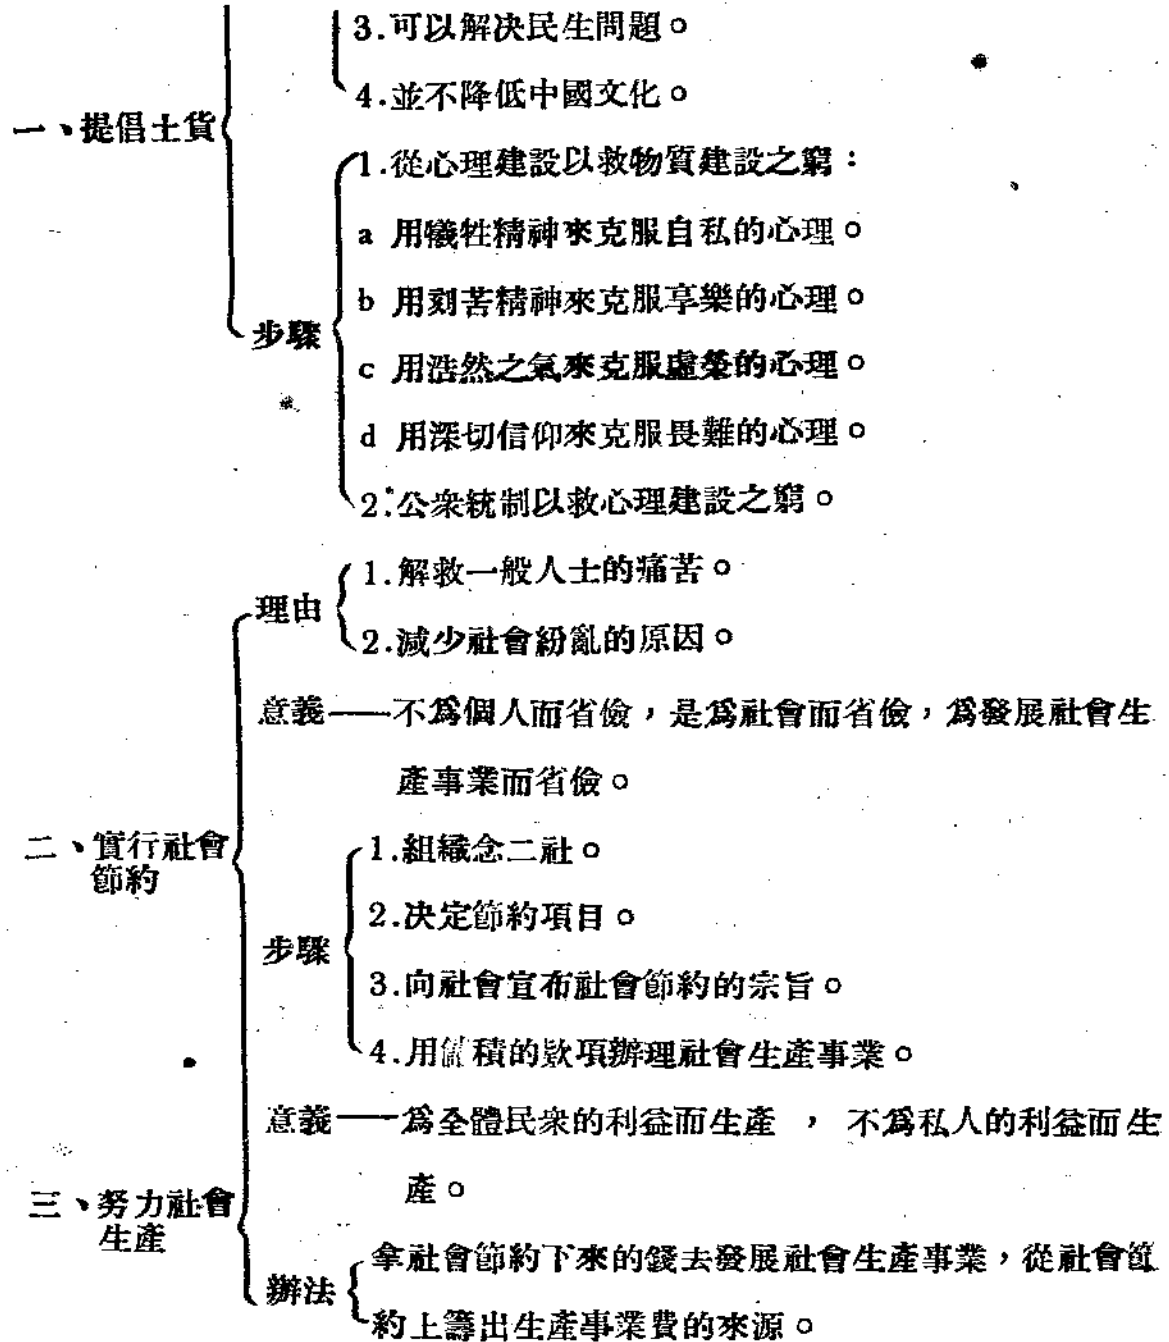 3.可以解决民生問題。
4.並不降低中國文化。
一、提倡土貨
1.從心理建設以救物質建設之窮：
a 用犧牲精神來克服自私的心理。
b 用刻苦精神來克服享樂的心理。
步驟
c 用浩然之氣來克服虛榮的心理。
d 用深切信仰來克服畏難的心理。
2.公衆統制以救心理建設之窮。
1.解救一般人士的痛苦。
理由
2.減少社會紛亂的原因。
意義——不爲個人而省儉，是爲社會而省儉，爲發展社會生
產事業而省儉。
二、實行社會
節約
1.組織念二社。
2.决定節約項目。
步驟
3.向社會宣布社會節約的宗旨。
4.用儲積的欵項辦理社會生產事業。
意義——爲全體民衆的利益而生產，不爲私人的利益而生
產。
三、努力社會
生產
拿社會節約下來的錢去發展社會生產事業，從社會節
辦法
約上籌出生產事業費的來源。